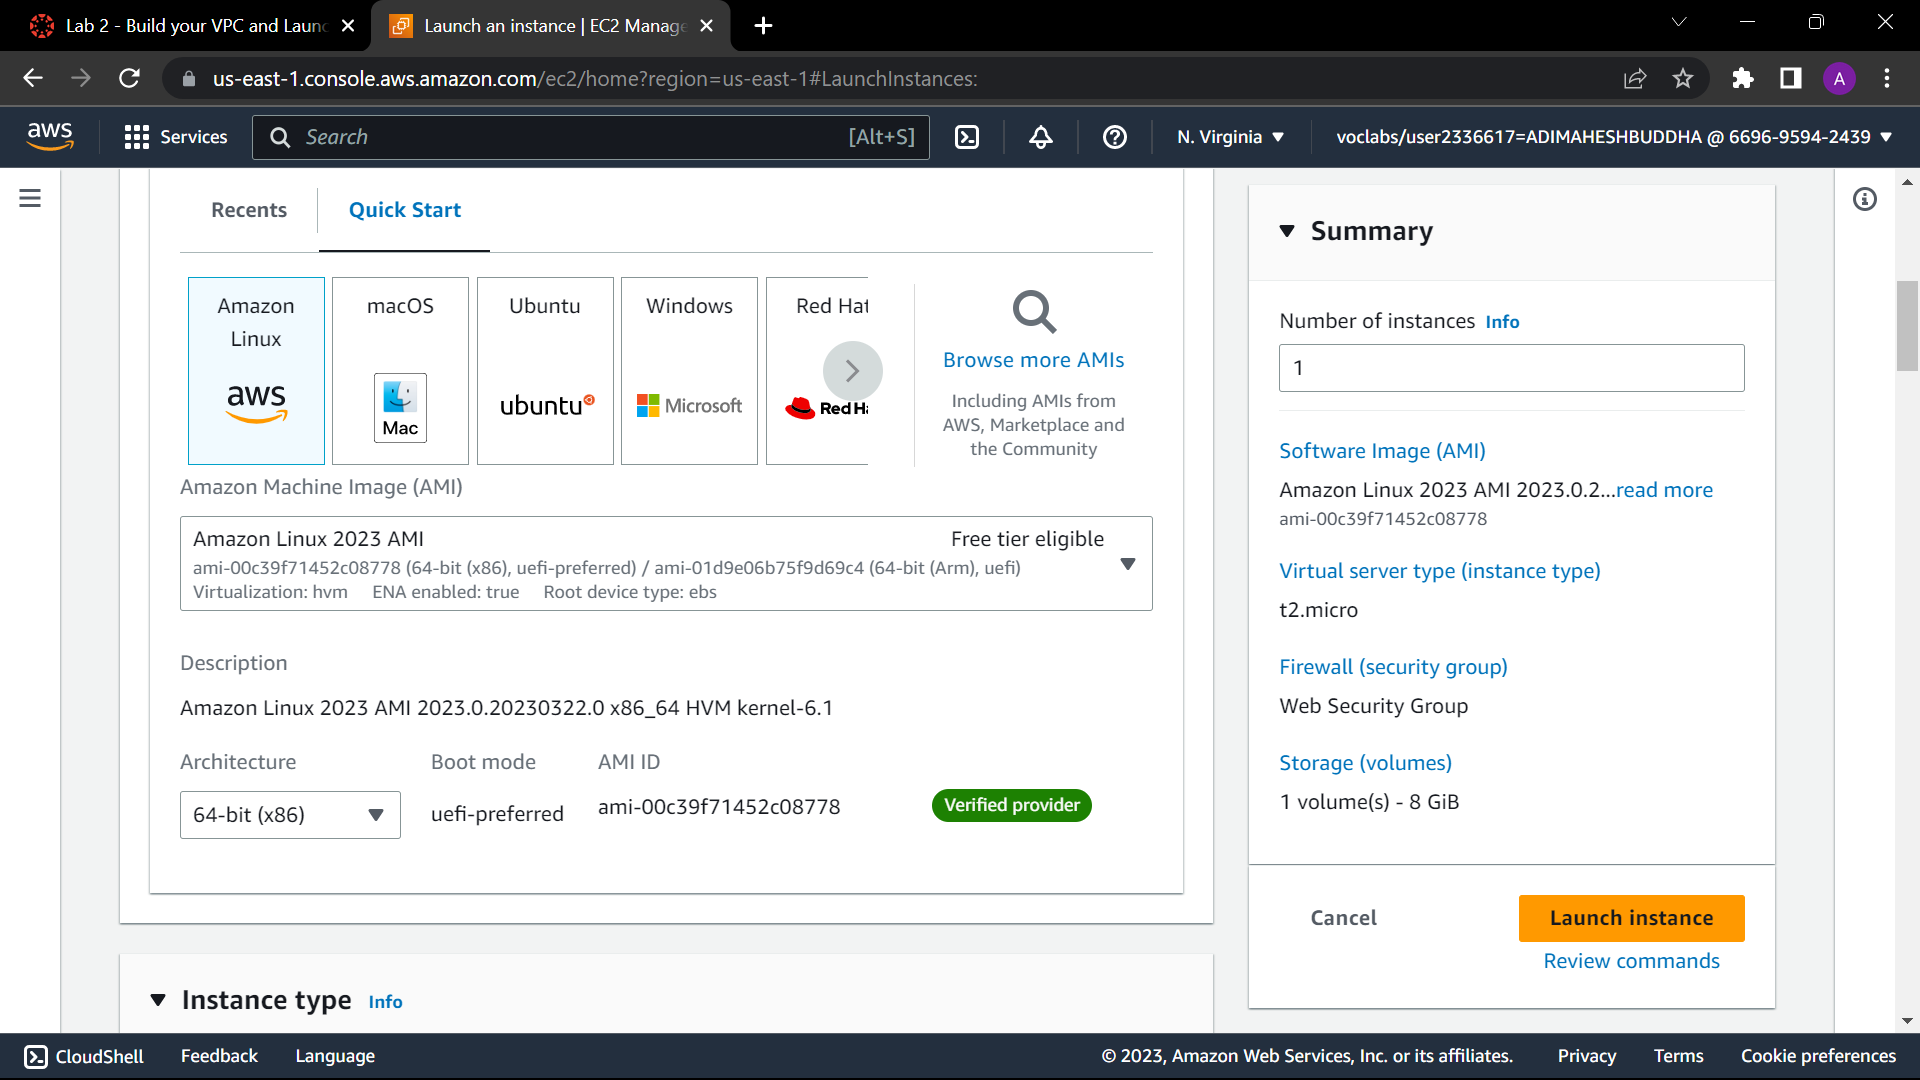 Lab 2 - Build your VPC and Laun
Launch an instance | EC2 Manage
us-east-1.console.aws.amazon.com/ec2/home?region=us-east-1#LaunchInstances:
A
aws
Services
Search
[Alt+S]
N. Virginia
voclabs/user2336617=ADIMAHESHBUDDHA @ 6696-9594-2439
Recents
Quick Start
Amazon
Linux
aws
macOS
Mac
Ubuntu
ubuntu
Windows
Microsoft
Red Hat
Red Ha
Browse more AMIs
Including AMIs from
AWS, Marketplace and
the Community
Amazon Machine Image (AMI)
Amazon Linux 2023 AMI
Free tier eligible
ami-00c39f71452c08778 (64-bit (x86), uefi-preferred) / ami-01d9e06b75f9d69c4 (64-bit (Arm), uefi)
Virtualization: hvm ENA enabled: true Root device type: ebs
Description
Amazon Linux 2023 AMI 2023.0.20230322.0 x86_64 HVM kernel-6.1
Architecture
Boot mode
AMI ID
64-bit (x86)
uefi-preferred
ami-00c39f71452c08778
Verified provider
Instance type Info
Summary
Number of instances Info
1
Software Image (AMI)
Amazon Linux 2023 AMI 2023.0.2...read more
ami-00c39f71452c08778
Virtual server type (instance type)
t2.micro
Firewall (security group)
Web Security Group
Storage (volumes)
1 volume(s) - 8 GiB
Cancel
Launch instance
Review commands
CloudShell
Feedback
Language
© 2023, Amazon Web Services, Inc. or its affiliates.
Privacy
Terms
Cookie preferences